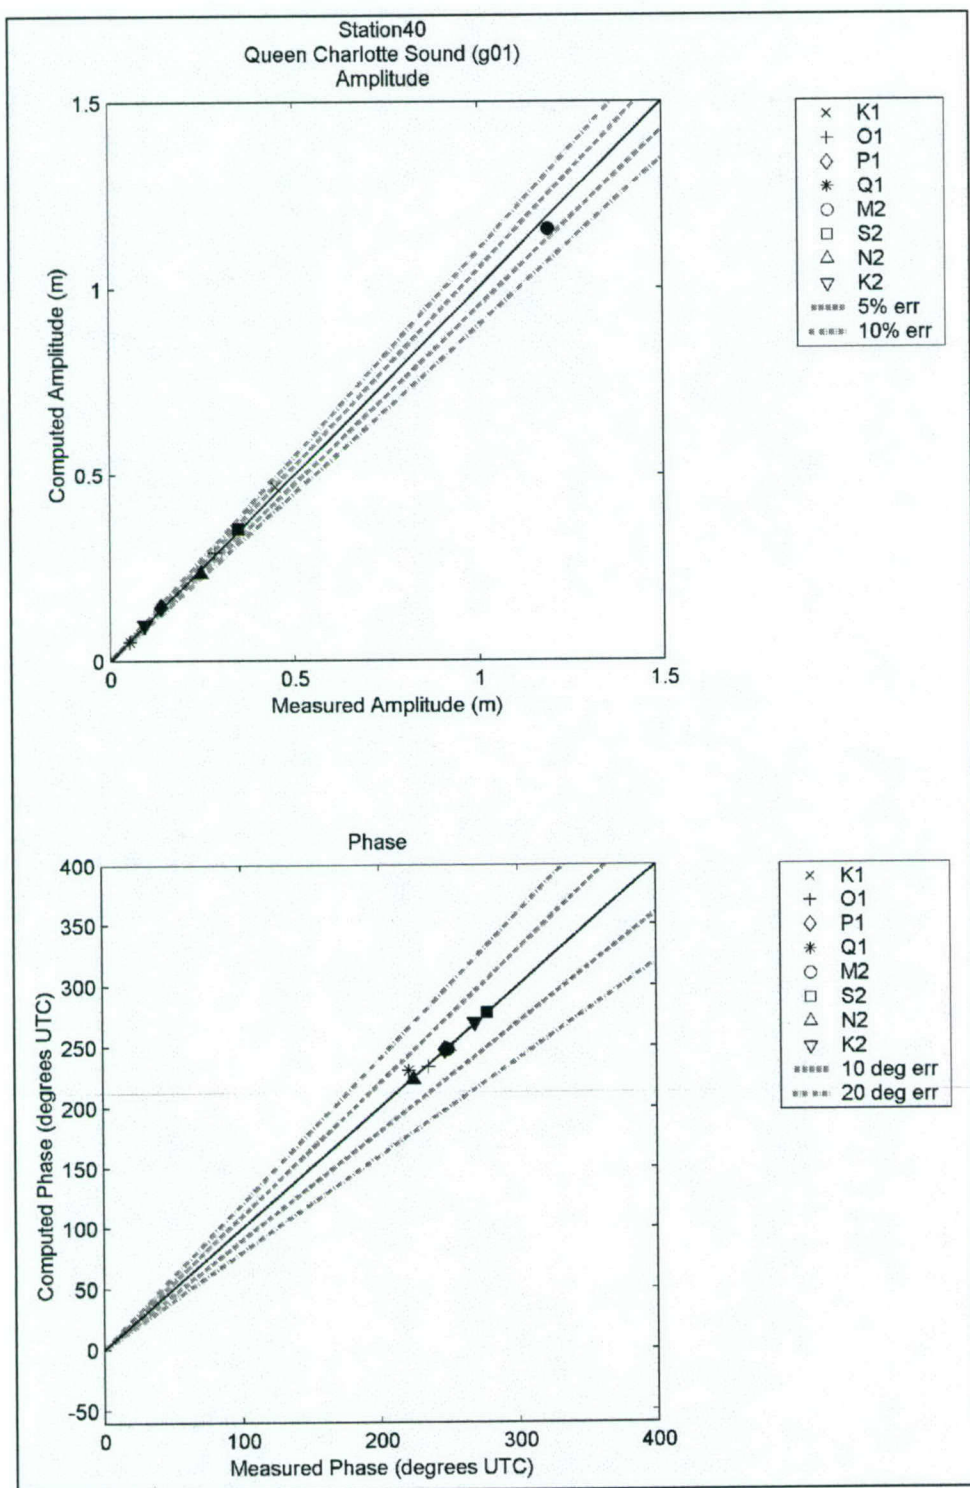 Station40
Queen Charlotte Sound (g01)
Amplitude
1.5
1
0.5
0
Computed Amplitude (m)
0
0.5
1
1.5
Measured Amplitude (m)
K1
O1
P1
Q1
M2
S2
N2
K2
5% err
10% err
Phase
400
350
300
250
200
150
100
50
0
-50
Computed Phase (degrees UTC)
0
100
200
300
400
Measured Phase (degrees UTC)
K1
O1
P1
Q1
M2
S2
N2
K2
10 deg err
20 deg err